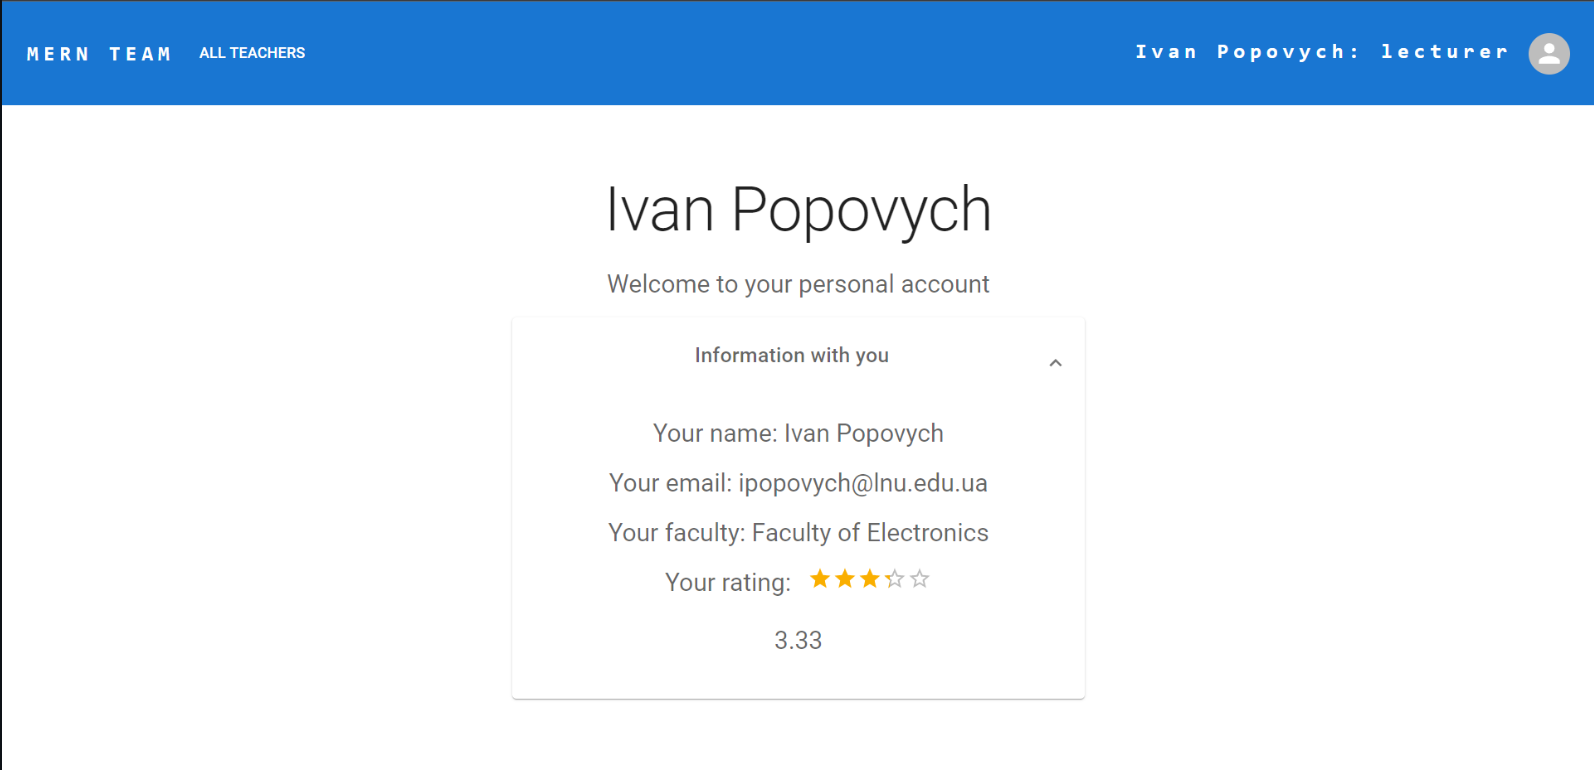 MERN TEAM ALL TEACHERS Ivan Popovych: lecturer
Ivan Popovych
Welcome to your personal account
Information with you
Your name: Ivan Popovych
Your email: ipopovych@lnu.edu.ua
Your faculty: Faculty of Electronics
Your rating:
3.33